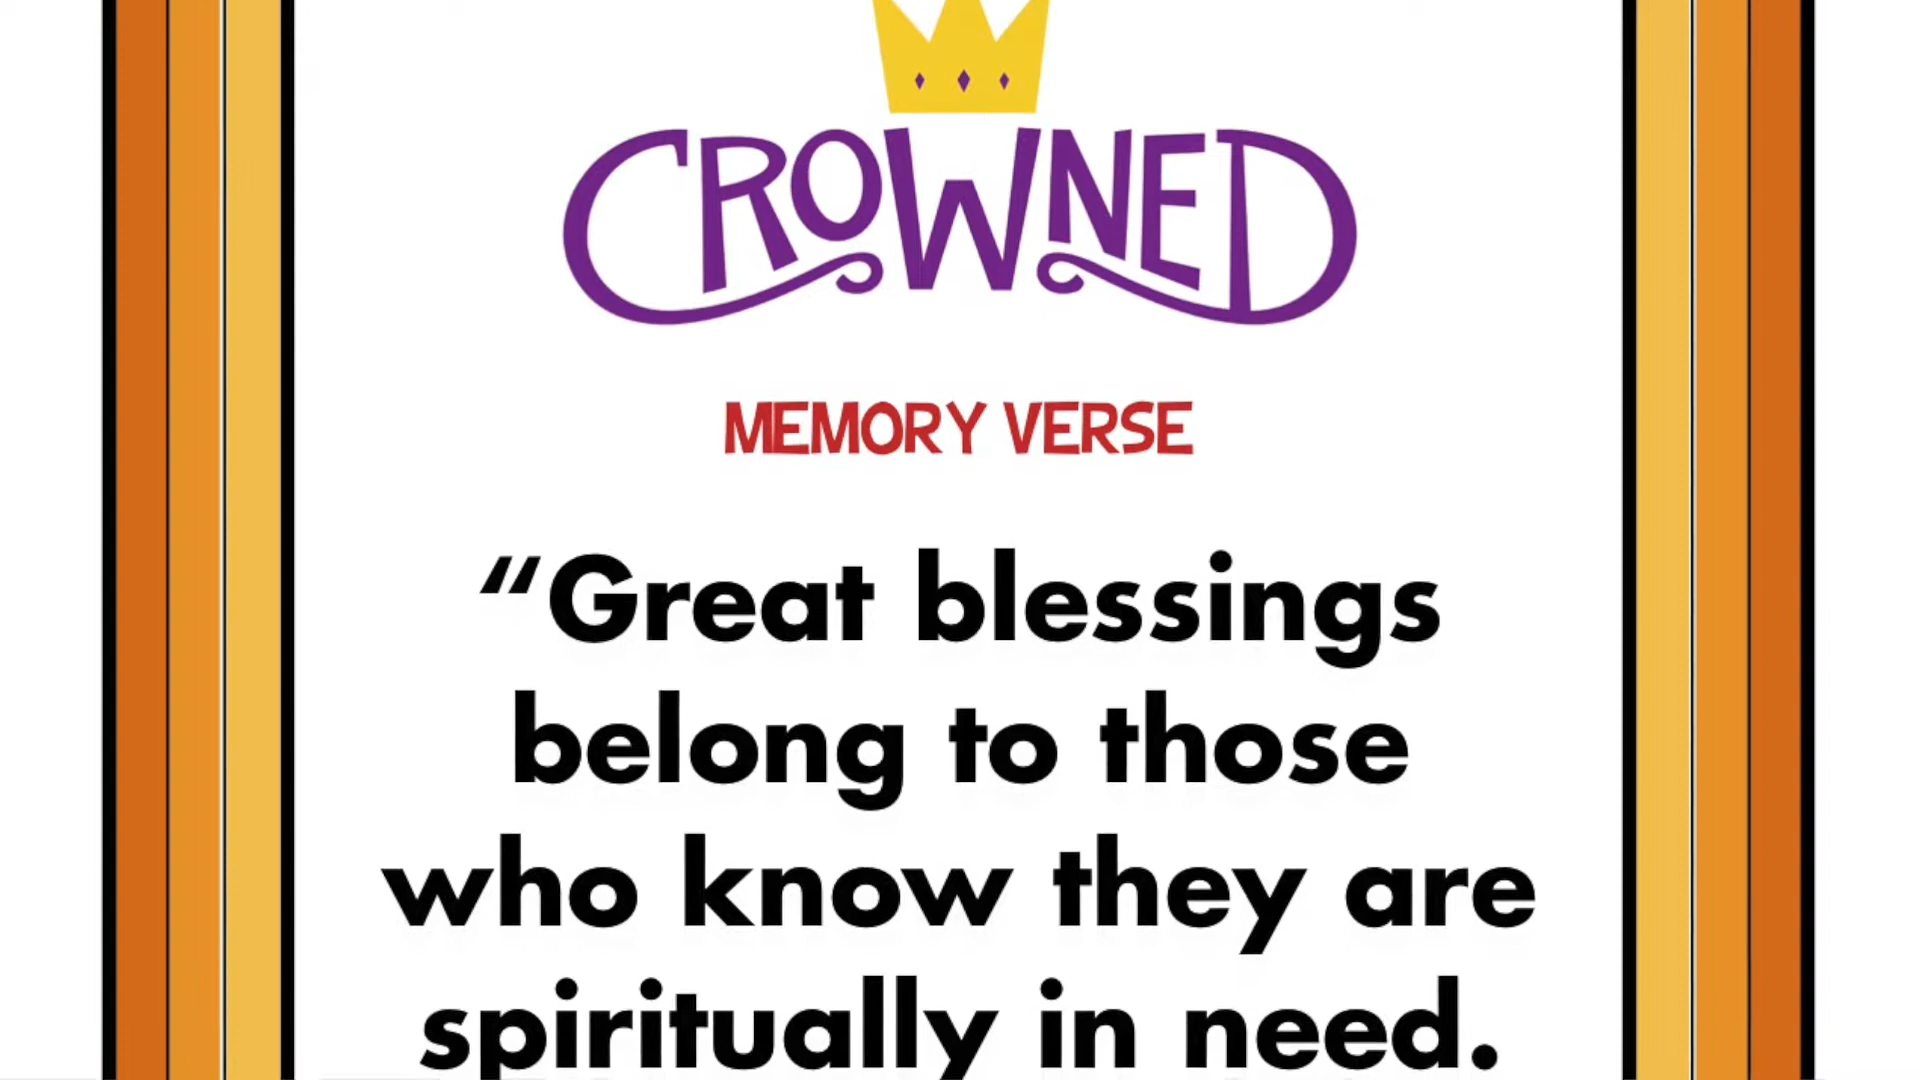 CROWNED
MEMORY VERSE
“Great blessings
belong to those
who know they are
spiritually in need.